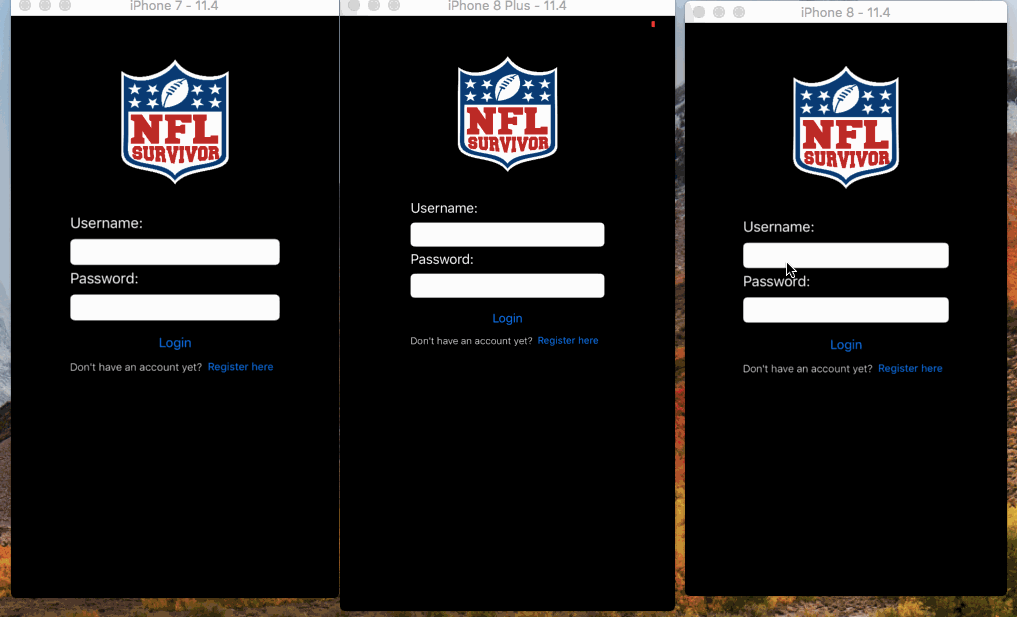 iPhone 7 - 11.4
NFL
SURVIVOR
Username:
Password:
Login
Don't have an account yet? Register here
iPhone 8 Plus - 11.4
NFL
SURVIVOR
Username:
Password:
Login
Don't have an account yet? Register here
iPhone 8 - 11.4
NFL
SURVIVOR
Username:
Password:
Login
Don't have an account yet? Register here